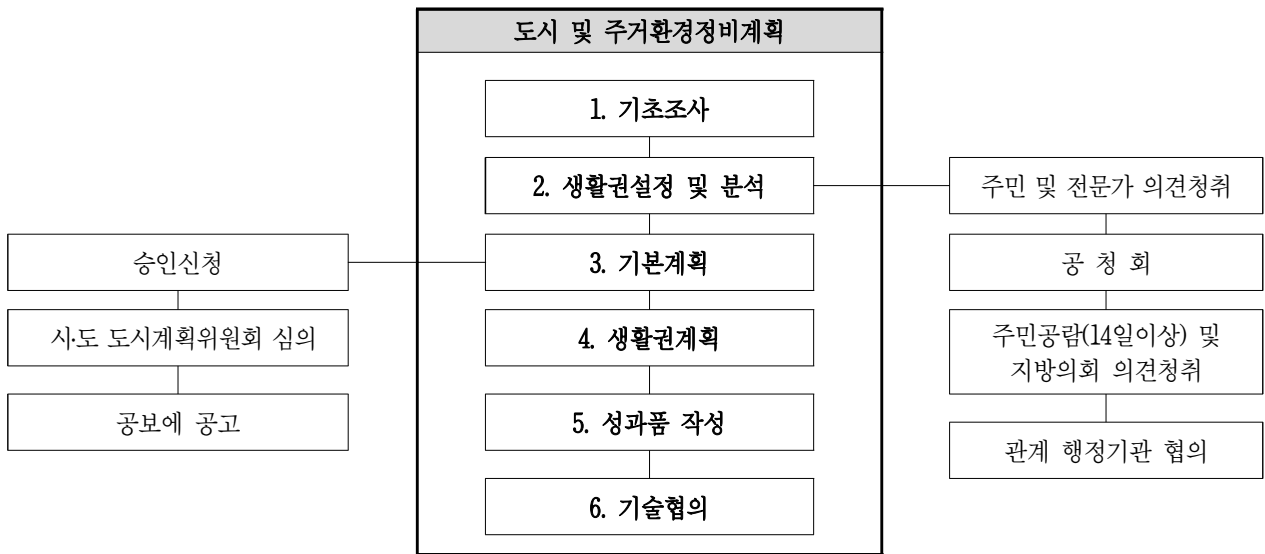 도시 및 주거환경정비계획
1. 기초조사
2. 생활권설정 및 분석
3. 기본계획
4. 생활권계획
5. 성과품 작성
6. 기술협의
승인신청
시·도 도시계획위원회 심의
공보에 공고
주민 및 전문가 의견청취
공 청 회
주민공람(14일이상) 및
지방의회 의견청취
관계 행정기관 협의